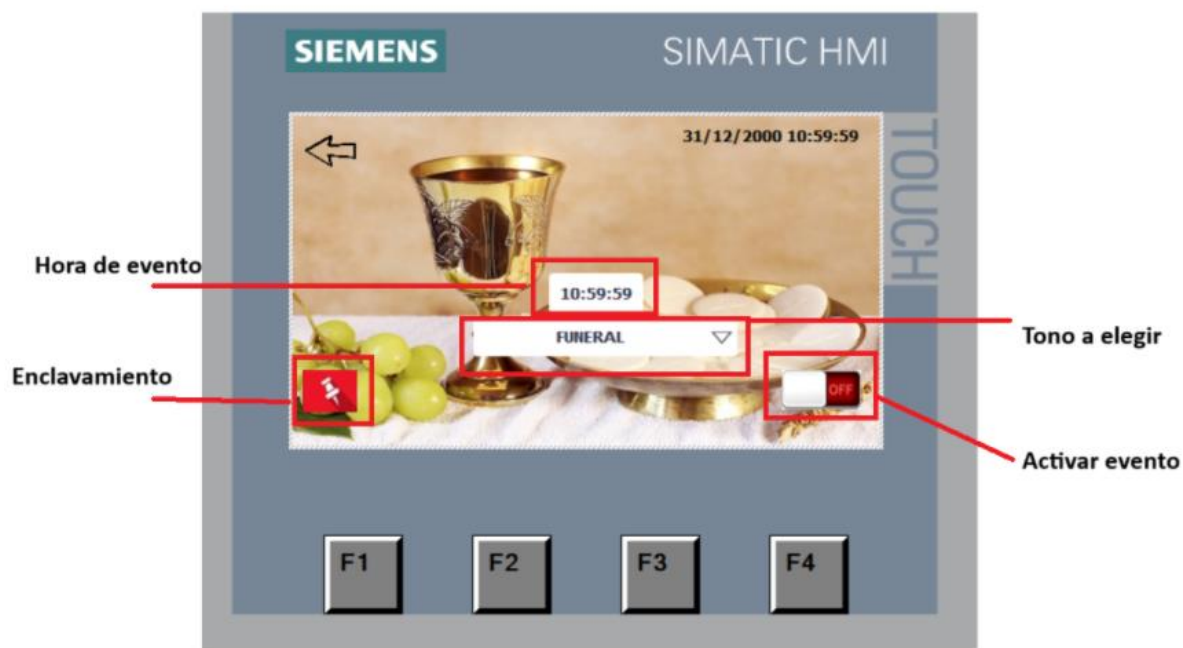 SIEMENS
SIMATIC HMI
TOUCH
31/12/2000 10:59:59
Hora de evento
10:59:59
FUNERAL
Tono a elegir
Enclavamiento
OFF
Activar evento
F1
F2
F3
F4